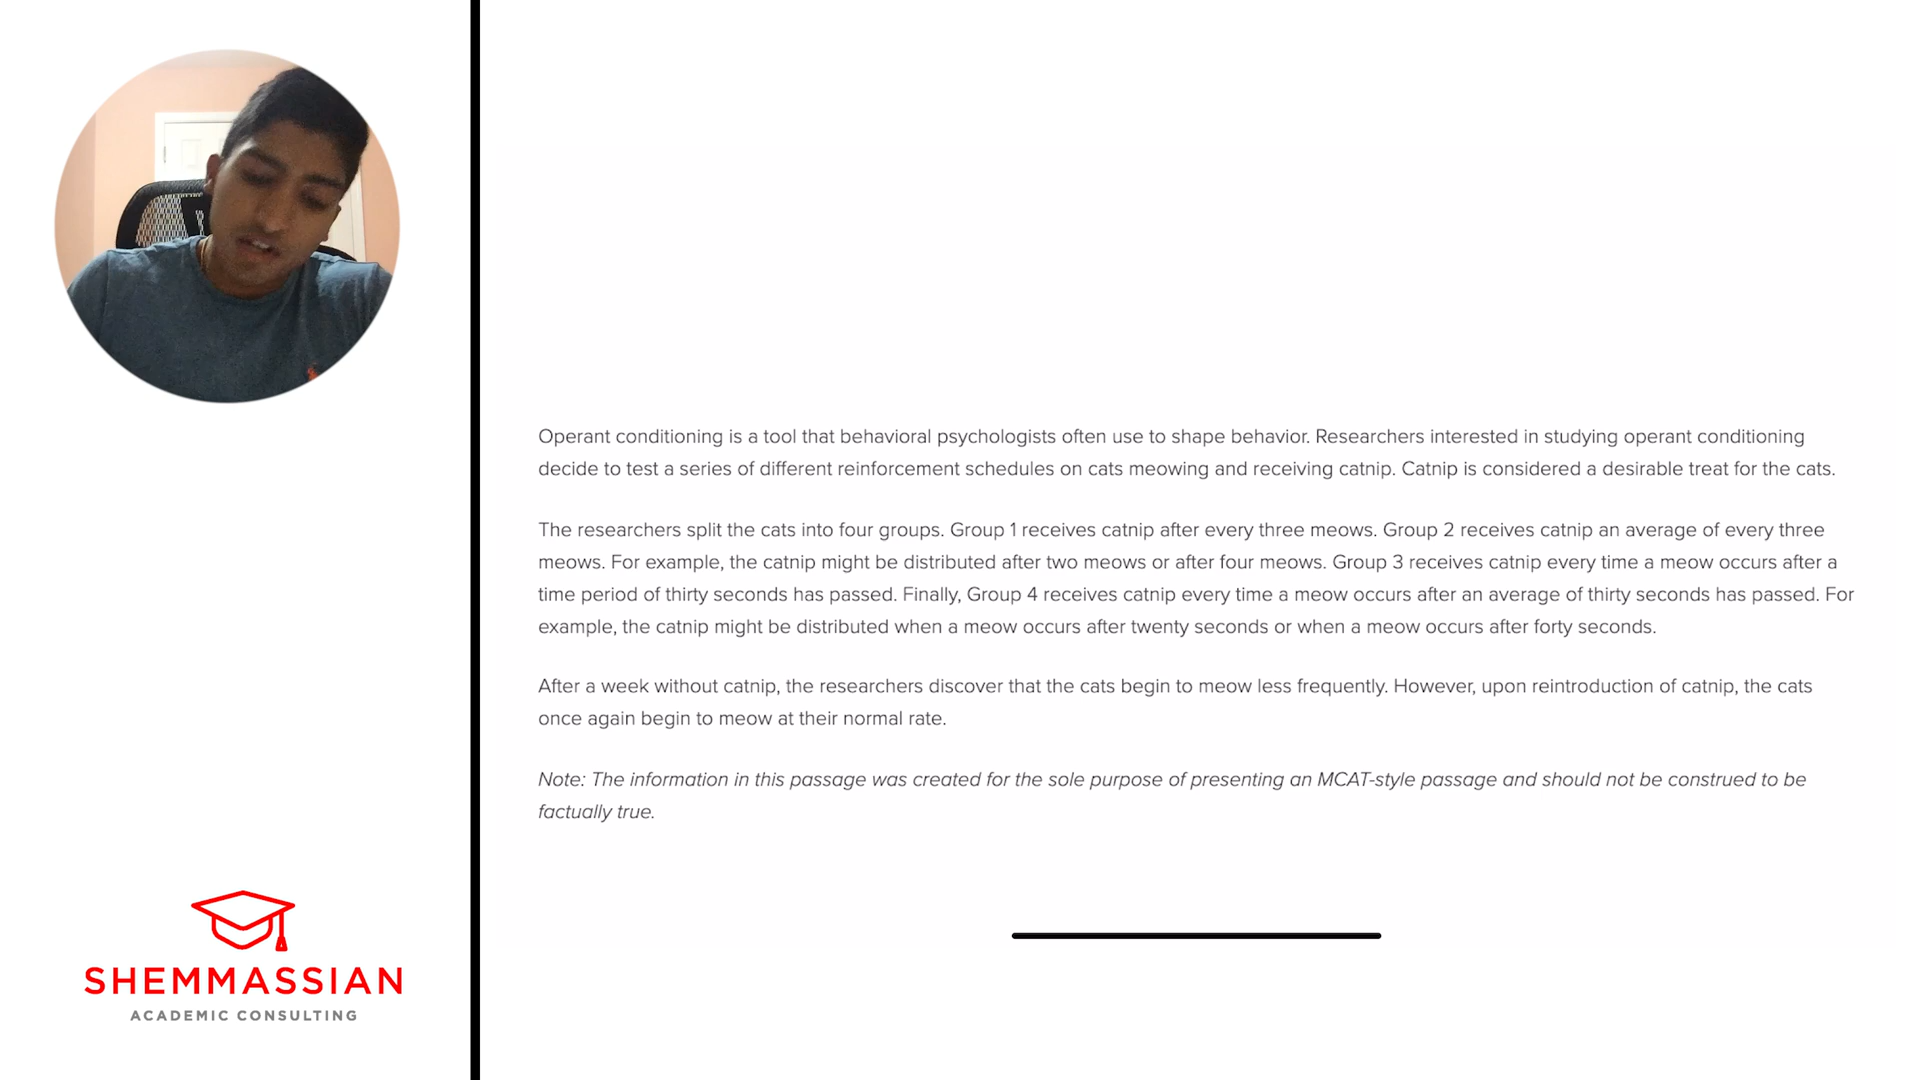 Operant conditioning is a tool that behavioral psychologists often use to shape behavior. Researchers interested in studying operant conditioning
decide to test a series of different reinforcement schedules on cats meowing and receiving catnip. Catnip is considered a desirable treat for the cats.
The researchers split the cats into four groups. Group 1 receives catnip after every three meows. Group 2 receives catnip an average of every three
meows. For example, the catnip might be distributed after two meows or after four meows. Group 3 receives catnip every time a meow occurs after a
time period of thirty seconds has passed. Finally, Group 4 receives catnip every time a meow occurs after an average of thirty seconds has passed. For
example, the catnip might be distributed when a meow occurs after twenty seconds or when a meow occurs after forty seconds.
After a week without catnip, the researchers discover that the cats begin to meow less frequently. However, upon reintroduction of catnip, the cats
once again begin to meow at their normal rate.
Note: The information in this passage was created for the sole purpose of presenting an MCAT-style passage and should not be construed to be
factually true.
SHEMMASSIAN
ACADEMIC CONSULTING